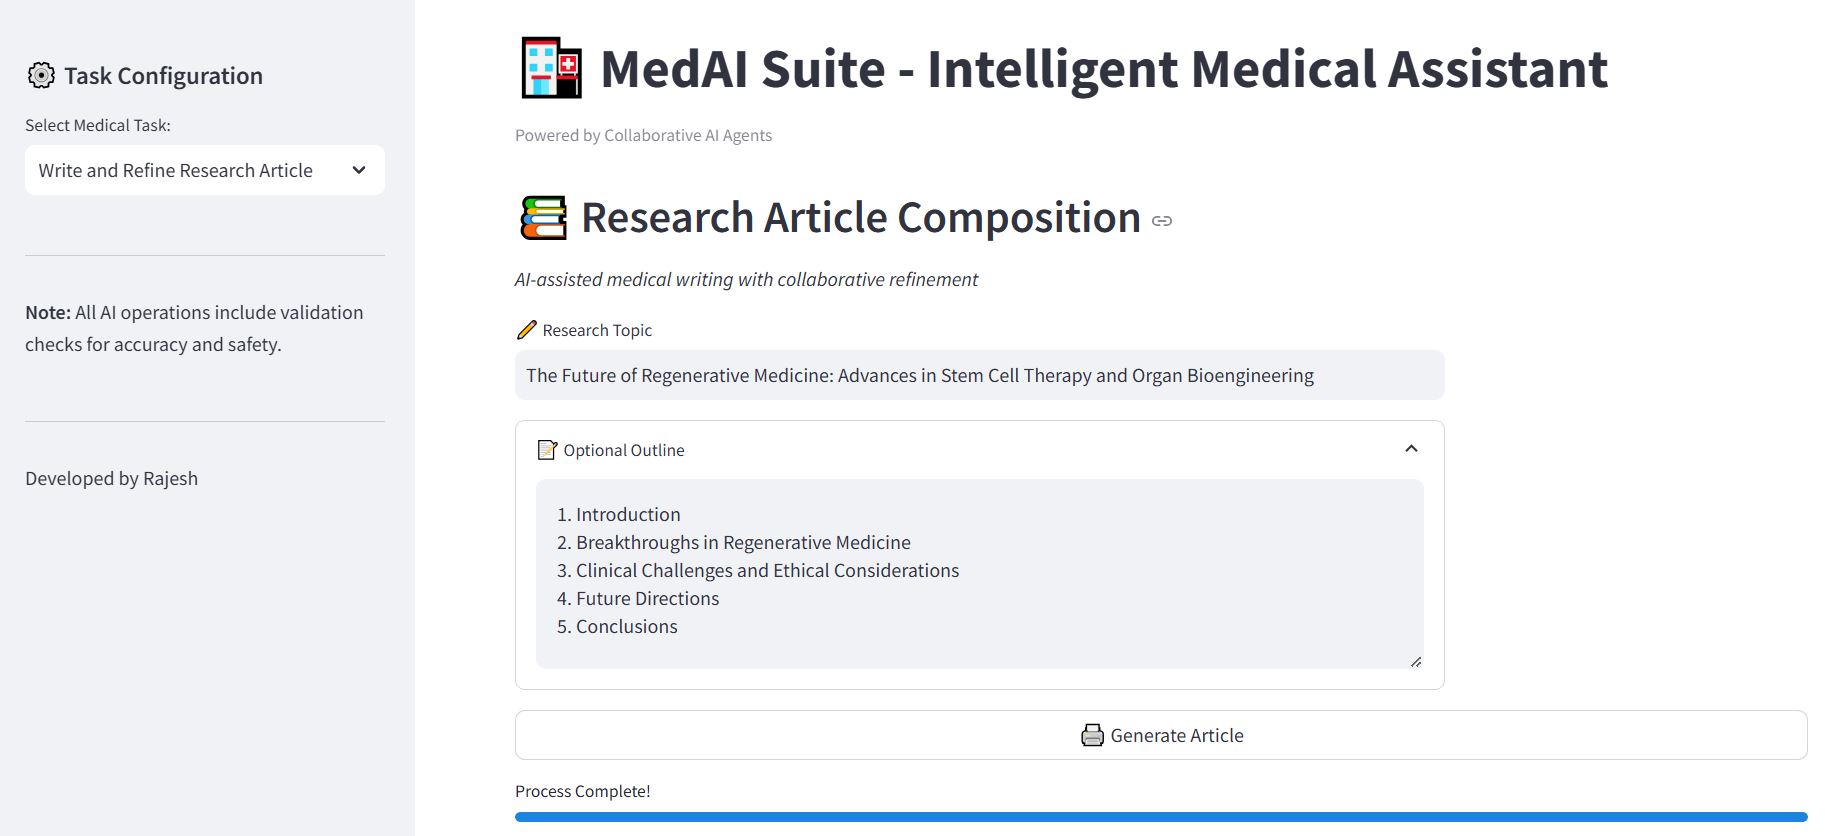 Task Configuration
Select Medical Task:
Write and Refine Research Article
Note: All AI operations include validation
checks for accuracy and safety.
Developed by Rajesh
MedAI Suite - Intelligent Medical Assistant
Powered by Collaborative AI Agents
Research Article Composition
AI-assisted medical writing with collaborative refinement
Research Topic
The Future of Regenerative Medicine: Advances in Stem Cell Therapy and Organ Bioengineering
Optional Outline
1. Introduction
2. Breakthroughs in Regenerative Medicine
3. Clinical Challenges and Ethical Considerations
4. Future Directions
5. Conclusions
Generate Article
Process Complete!